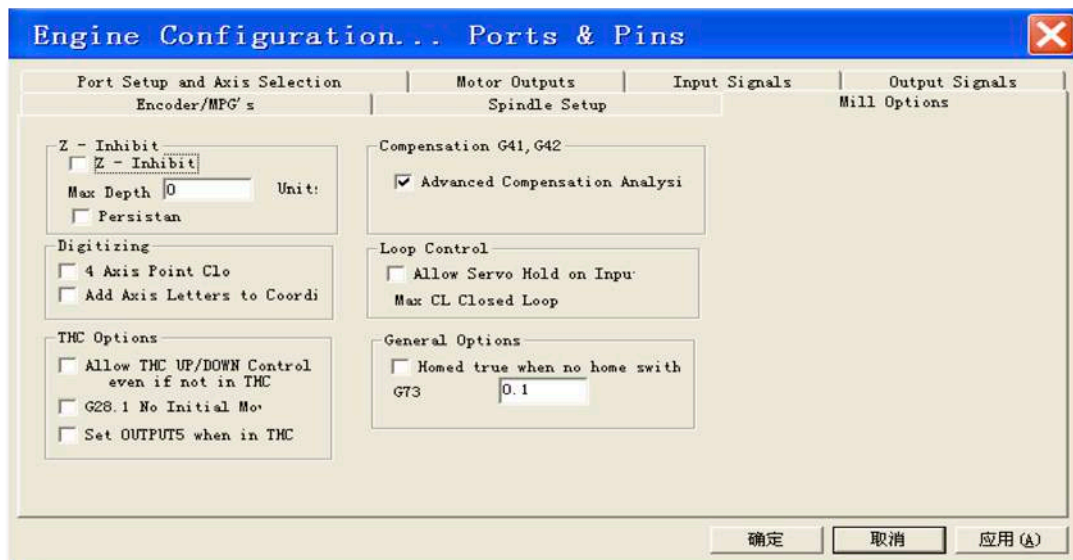 Engine Configuration... Ports & Pins
Port Setup and Axis Selection
Motor Outputs
Input Signals
Output Signals
Encoder/MPG's
Spindle Setup
Mill Options
Z - Inhibit
Z - Inhibit
Max Depth 0 Unit:
Persistan
Digitizing
4 Axis Point Clo
Add Axis Letters to Coordi
THC Options
Allow THC UP/DOWN Control
even if not in THC
G28.1 No Initial Mo
Set OUTPUT5 when in THC
Compensation G41,G42
Advanced Compensation Analysi
Loop Control
Allow Servo Hold on Inpu
Max CL Closed Loop
General Options
Homed true when no home swith
G73 0.1
确定
取消
应用(A)